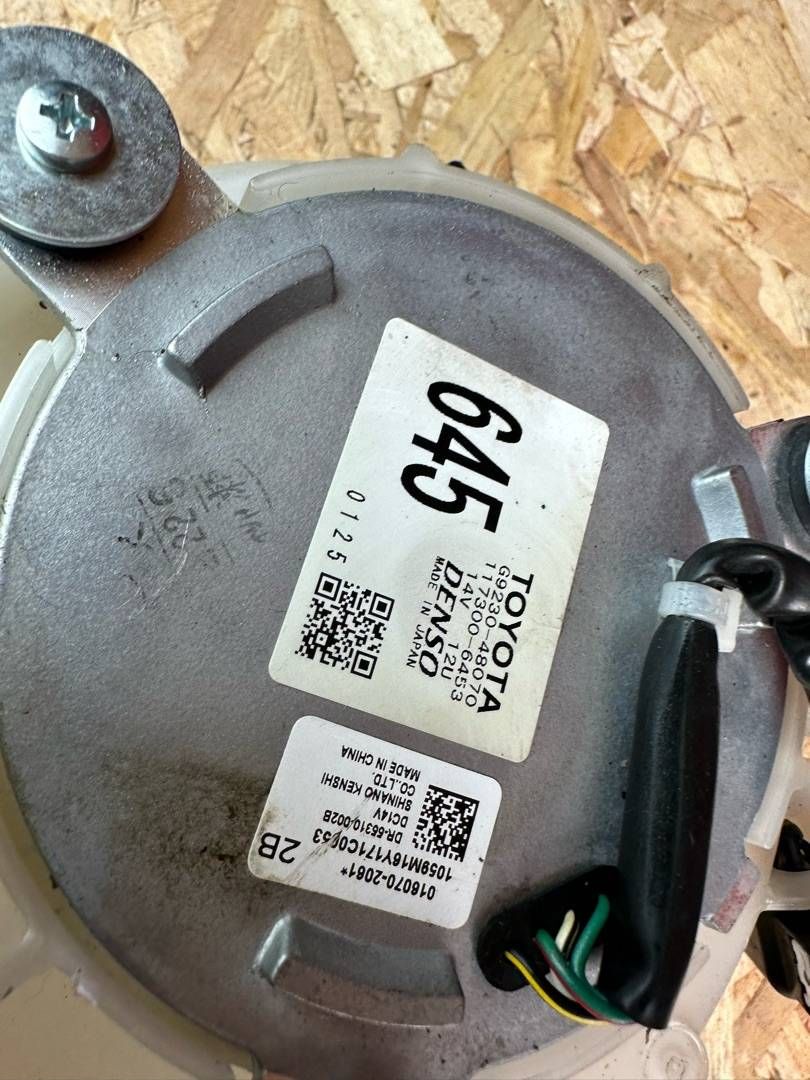 645
0125
TOYOTA
G9230-48070
117300-6453
14V 12U
DENSO
MADE IN JAPAN
016070-2061*
1059M16Y171C0053
DR-56310-002B
DC14V
SHINANO KENSHI
CO.,LTD.
MADE IN CHINA
2B